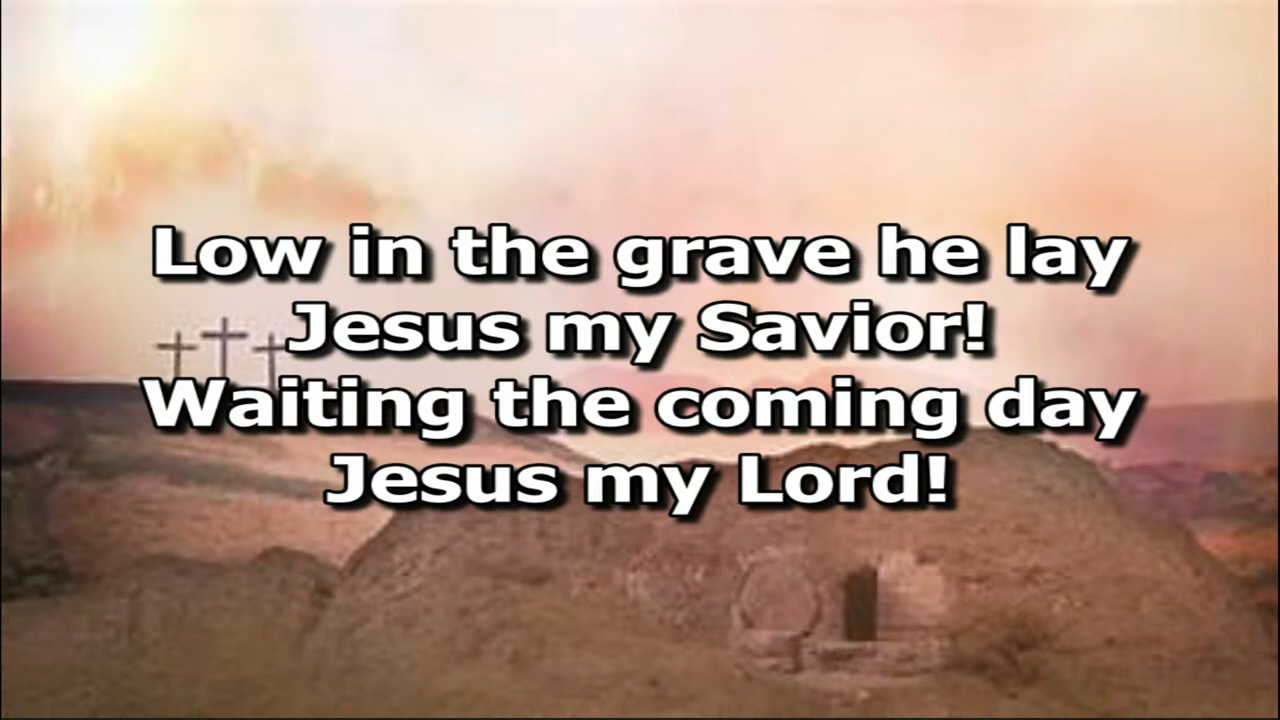 Low in the grave he lay
Jesus my Savior!
Waiting the coming day
Jesus my Lord!